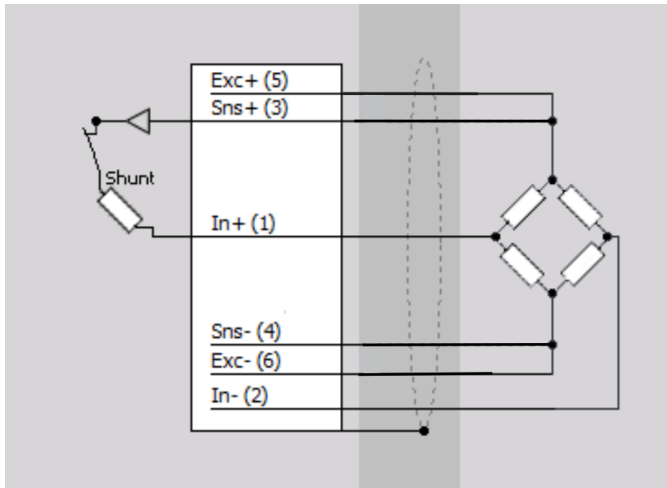 Exc+ (5)
Sns+ (3)
Shunt
In+ (1)
Sns- (4)
Exc- (6)
In- (2)